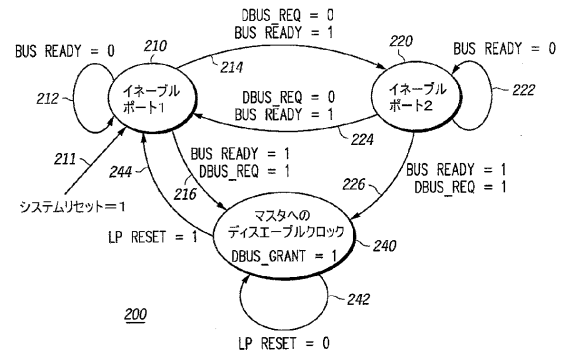 DBUS_REQ = 0
BUS READY = 1
BUS READY = 0
210
214
220
BUS READY = 0
212
イネーブル
ポート1
イネーブル
ポート2
222
DBUS_REQ = 0
BUS READY = 1
224
211
244
216
BUS READY = 1
DBUS_REQ = 1
226
BUS READY = 1
DBUS_REQ = 1
システムリセット=1
LP RESET = 1
マスタへの
ディスエーブルクロック
DBUS_GRANT = 1
240
200
242
LP RESET = 0